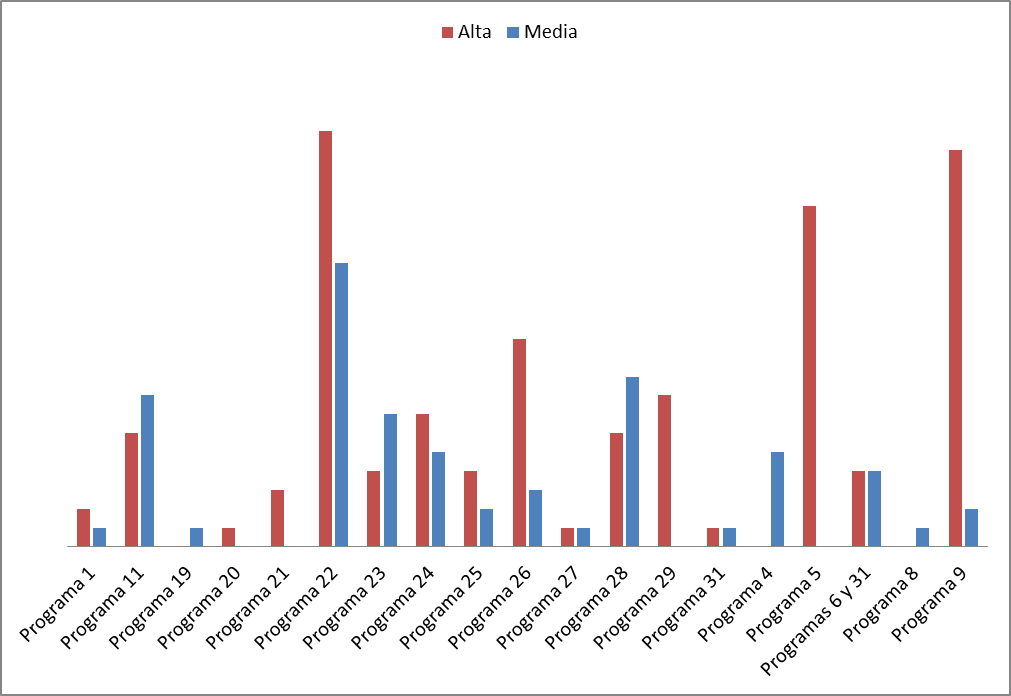 Alta Media
Programa 1
Programa 11
Programa 19
Programa 20
Programa 21
Programa 22
Programa 23
Programa 24
Programa 25
Programa 26
Programa 27
Programa 28
Programa 29
Programa 31
Programa 4
Programa 5
Programas 6 y 31
Programa 8
Programa 9